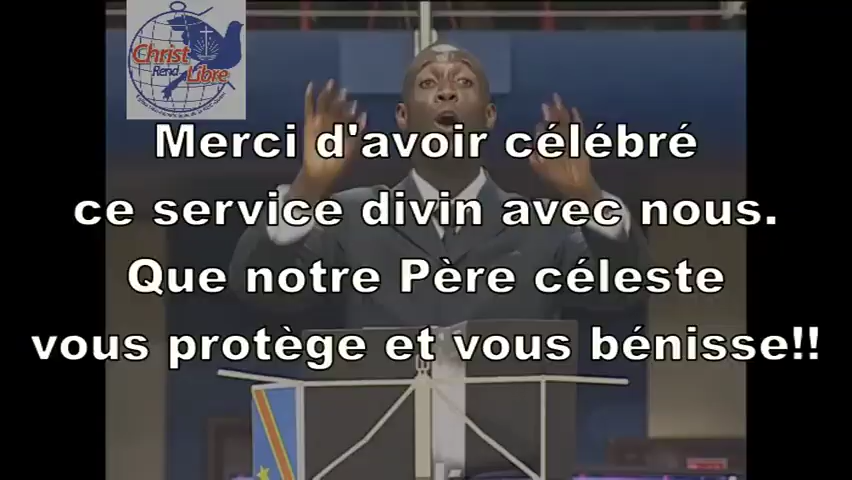 Christ
Rend
Libre
Merci d'avoir célébré
ce service divin avec nous.
Que notre Père céleste
vous protège et vous bénisse!!